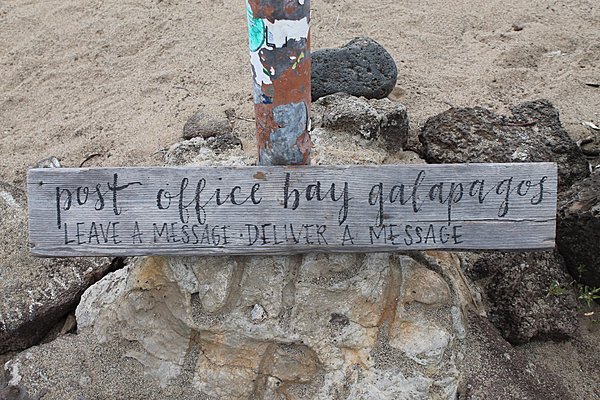 post office bay galapagos
LEAVE A MESSAGE · DELIVER A MESSAGE